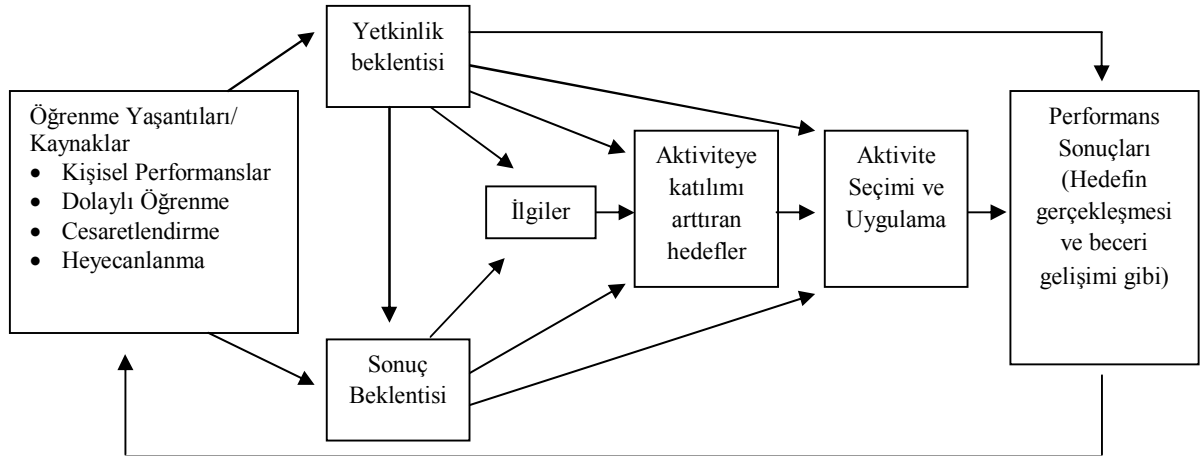 Yetkinlik
beklentisi
Öğrenme Yaşantıları/
Kaynaklar
• Kişisel Performanslar
• Dolaylı Öğrenme
• Cesaretlendirme
• Heyecanlanma
İlgiler
Aktiviteye
katılımı
arttıran
hedefler
Aktivite
Seçimi ve
Uygulama
Performans
Sonuçları
(Hedefin
gerçekleşmesi
ve beceri
gelişimi gibi)
Sonuç
Beklentisi